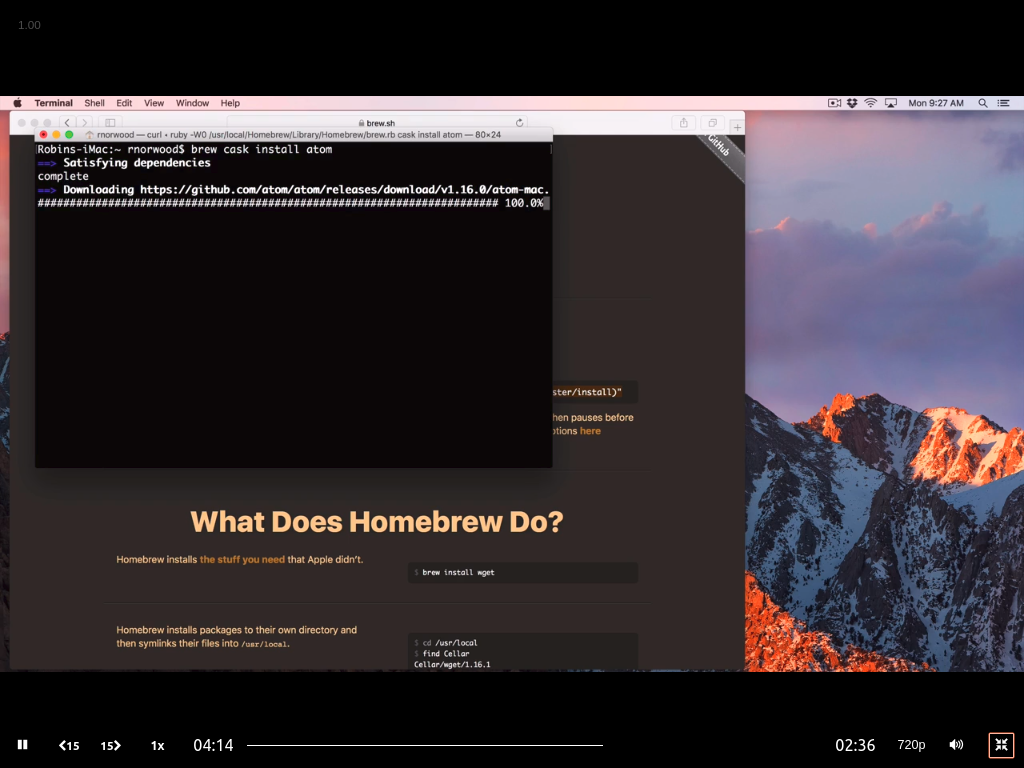 1.00
Terminal Shell Edit View Window Help Mon 9:27 AM
brew.sh
rnorwood — curl • ruby -W0 /usr/local/Homebrew/Library/Homebrew/brew.rb cask install atom — 80×24
GitHub
Robins-iMac:~ rnorwood$ brew cask install atom
==> Satisfying dependencies
complete
==> Downloading https://github.com/atom/atom/releases/download/v1.16.0/atom-mac.
######################################################################## 100.0%
ster/install)"
hen pauses before
ptions here
What Does Homebrew Do?
Homebrew installs the stuff you need that Apple didn't.
$ brew install wget
Homebrew installs packages to their own directory and
then symlinks their files into /usr/local.
$ cd /usr/local
$ find Cellar
Cellar/wget/1.16.1
15 15 1x 04:14 02:36 720p